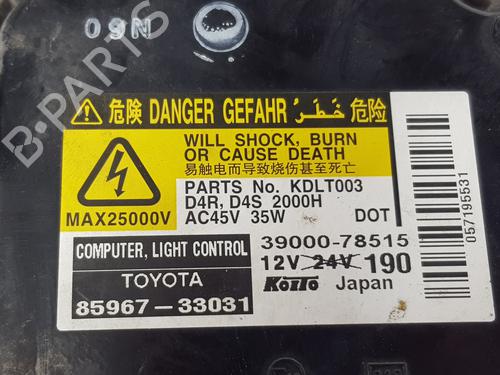 09N
B-PARTS
⚠ 危険 DANGER GEFAHR خطر 危险
WILL SHOCK, BURN
OR CAUSE DEATH
易触电而导致烧伤甚至死亡
MAX25000V
PARTS No. KDLT003
D4R, D4S 2000H
AC45V 35W DOT
COMPUTER, LIGHT CONTROL
TOYOTA
85967-33031
39000-78515
12V 24V 190
KOITO Japan
057195531